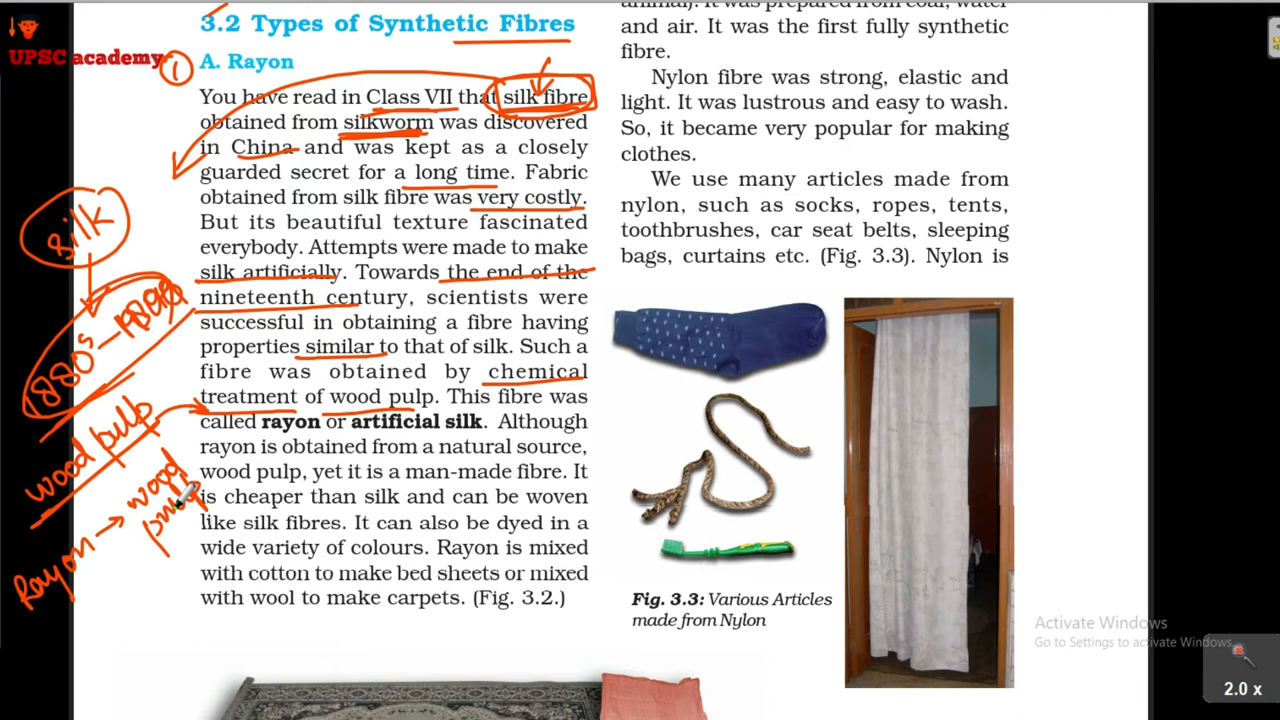 UPSC academy
3.2 Types of Synthetic Fibres
1
A. Rayon
You have read in Class VII that silk fibre
obtained from silkworm was discovered
in China and was kept as a closely
guarded secret for a long time. Fabric
obtained from silk fibre was very costly.
But its beautiful texture fascinated
everybody. Attempts were made to make
silk artificially. Towards the end of the
nineteenth century, scientists were
successful in obtaining a fibre having
properties similar to that of silk. Such a
fibre was obtained by chemical
treatment of wood pulp. This fibre was
called rayon or artificial silk. Although
rayon is obtained from a natural source,
wood pulp, yet it is a man-made fibre. It
is cheaper than silk and can be woven
like silk fibres. It can also be dyed in a
wide variety of colours. Rayon is mixed
with cotton to make bed sheets or mixed
with wool to make carpets. (Fig. 3.2.)
silk
wood pulp
Rayon → wood
pulp
and air. It was the first fully synthetic
fibre.
Nylon fibre was strong, elastic and
light. It was lustrous and easy to wash.
So, it became very popular for making
clothes.
We use many articles made from
nylon, such as socks, ropes, tents,
toothbrushes, car seat belts, sleeping
bags, curtains etc. (Fig. 3.3). Nylon is
Fig. 3.3: Various Articles
made from Nylon
Activate Windows
Go to Settings to activate Windows.
2.0 x